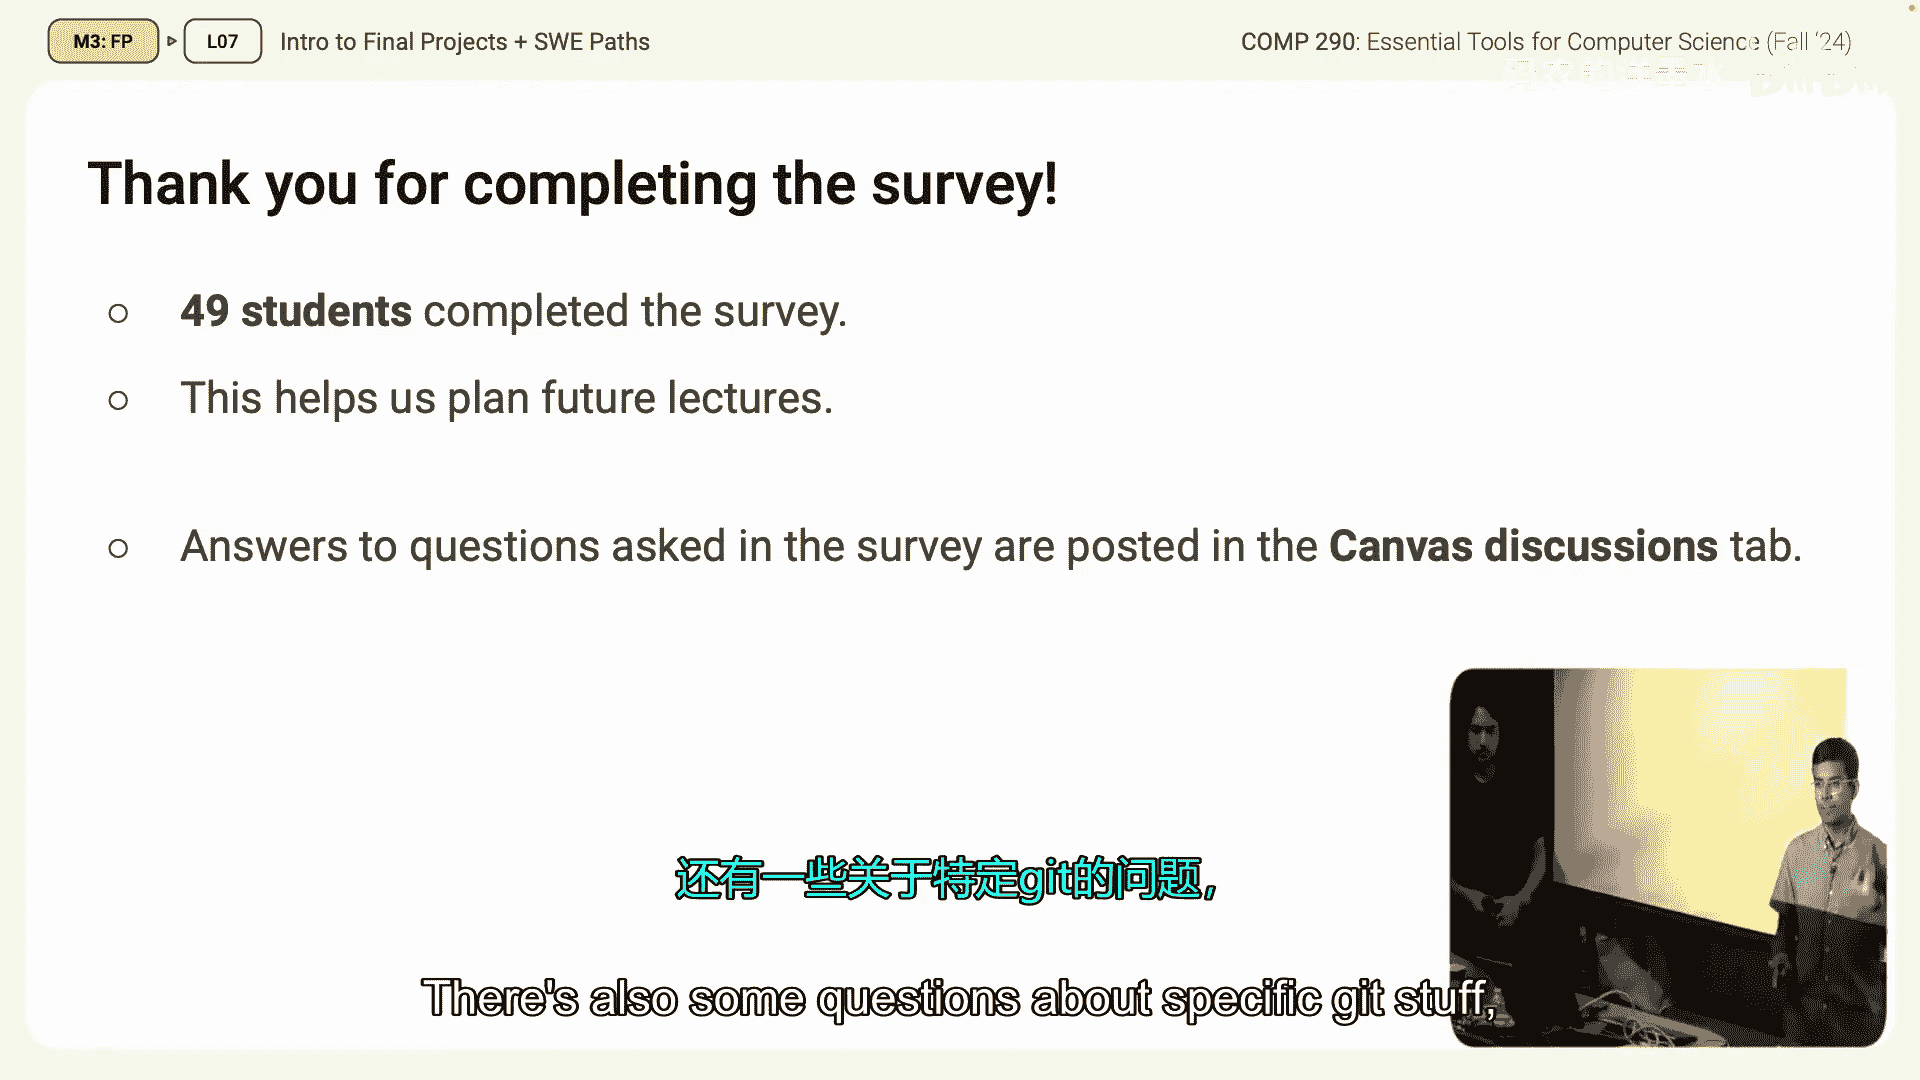 M3: FP
L07
Intro to Final Projects + SWE Paths
COMP 290: Essential Tools for Computer Science (Fall ‘24)
Thank you for completing the survey!
49 students completed the survey.
This helps us plan future lectures.
Answers to questions asked in the survey are posted in the Canvas discussions tab.
还有一些关于特定git的问题,
There's also some questions about specific git stuff,